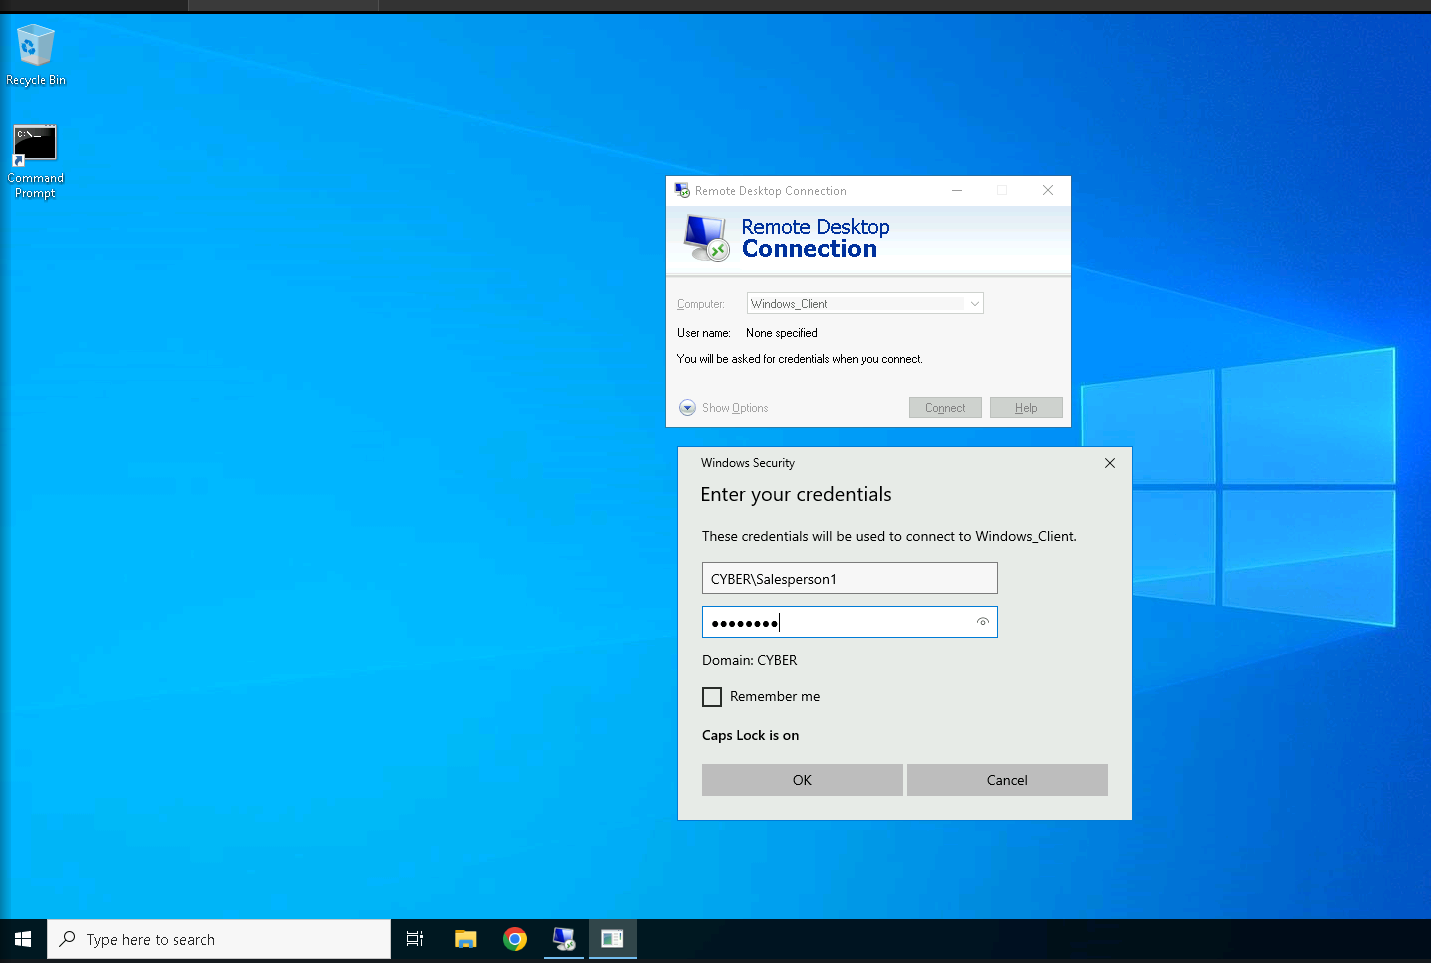 Recycle Bin
C:\._
Command
Prompt
Remote Desktop Connection
Remote Desktop
Connection
Computer:
Windows_Client
User name:
None specified
You will be asked for credentials when you connect.
Show Options
Connect
Help
Windows Security
Enter your credentials
These credentials will be used to connect to Windows_Client.
CYBER\Salesperson1
●●●●●●●●
Domain: CYBER
Remember me
Caps Lock is on
OK
Cancel
Type here to search